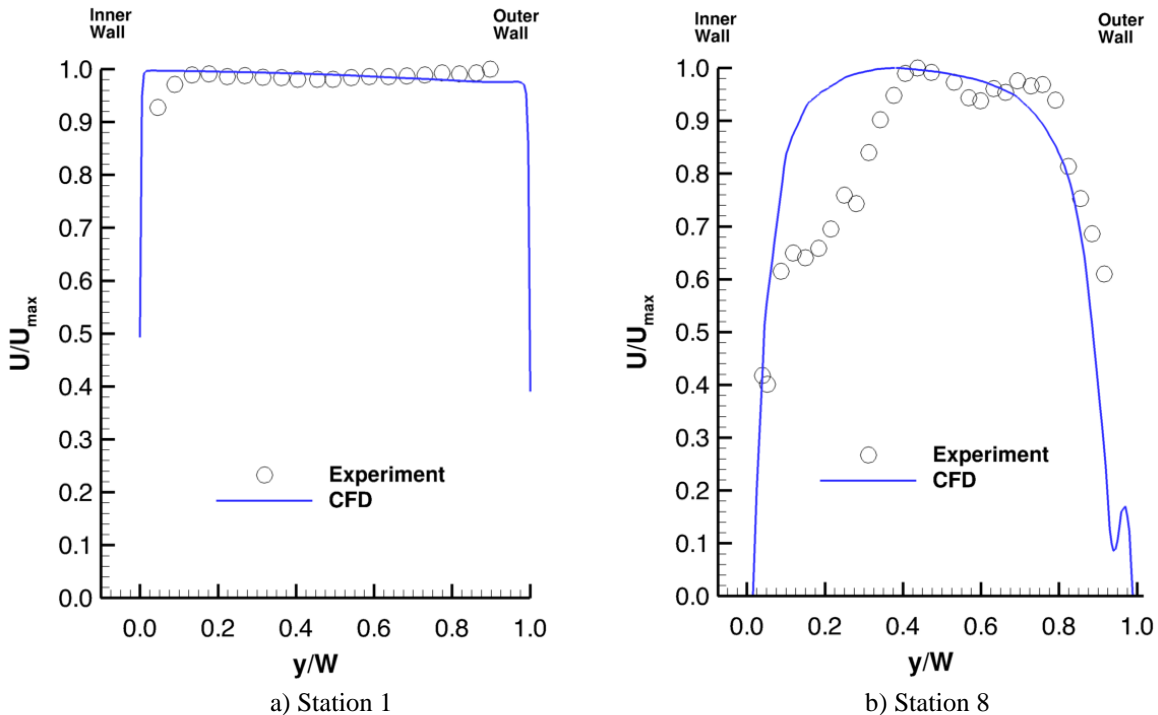 Inner
Wall
Outer
Wall
1.0
0.9
0.8
0.7
0.6
0.5
0.4
0.3
0.2
0.1
0.0
U/Umax
Experiment
CFD
0.0 0.2 0.4 0.6 0.8 1.0
y/W
a) Station 1
Inner
Wall
Outer
Wall
1.0
0.9
0.8
0.7
0.6
0.5
0.4
0.3
0.2
0.1
0.0
U/Umax
Experiment
CFD
0.0 0.2 0.4 0.6 0.8 1.0
y/W
b) Station 8